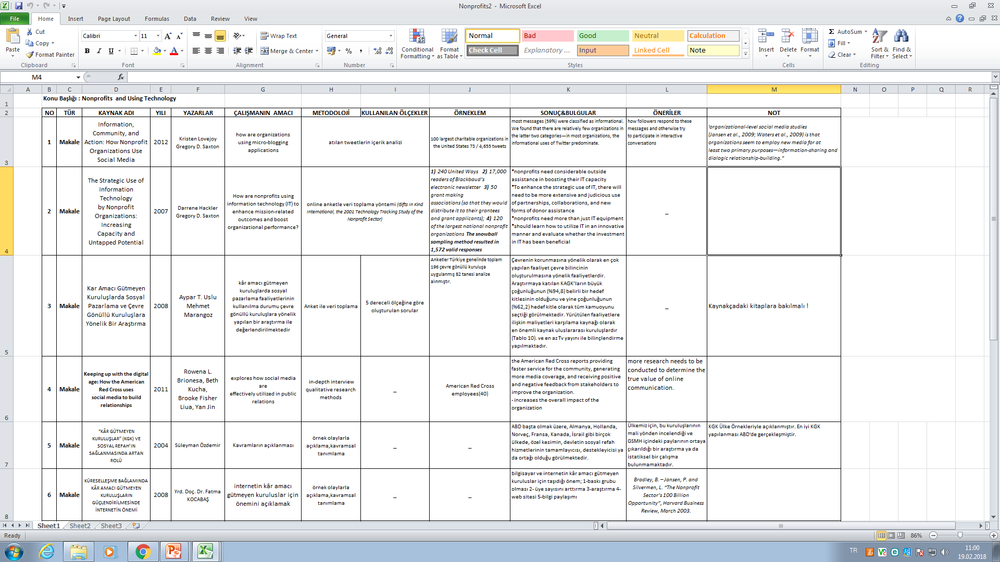 Nonprofits2 - Microsoft Excel
File Home Insert Page Layout Formulas Data Review View
Paste
Cut
Copy
Format Painter
Clipboard
Calibri 11
B I U
Font
Wrap Text
Merge & Center
Alignment
General
% ,
Number
Conditional
Formatting
Format
as Table
Normal Bad Good Neutral Calculation
Check Cell Explanatory ... Input Linked Cell Note
Styles
Insert Delete Format
Cells
AutoSum
Fill
Clear
Sort &
Filter
Find &
Select
Editing
M4
fx
A B C D E F G H I J K L M N O P Q R
1
Konu Başlığı : Nonprofits and Using Technology
2
NO TÜR KAYNAK ADI YILI YAZARLAR ÇALIŞMANIN AMACI METODOLOJİ KULLANILAN ÖLÇEKLER ÖRNEKLEM SONUÇ&BULGULAR ÖNERİLER NOT
3
1
Makale
Information,
Community, and
Action: How Nonprofit
Organizations Use
Social Media
2012
Kristen Lovejoy
Gregory D. Saxton
how are organizations
using micro-blogging
applications
atılan tweetlerin içerik analizi
100 largest charitable organizations in
the United States 73 / 4,655 tweets
most messages (59%) were classified as informational.
We found that there are relatively few organizations in
the latter two categories—in most organizations, the
informational uses of Twitter predominate.
how followers respond to these
messages and otherwise try
to participate in interactive
conversations
'organizational-level social media studies
(Jansen et al., 2009; Waters et al., 2009) is that
organizations seem to employ new media for at
least two primary purposes—information-sharing and
dialogic relationship-building."
4
2
Makale
The Strategic Use of
Information
Technology
by Nonprofit
Organizations:
Increasing
Capacity and
Untapped Potential
2007
Darrene Hackler
Gregory D. Saxton
How are nonprofits using
information technology (IT) to
enhance mission-related
outcomes and boost
organizational performance?
online anketle veri toplama yöntemi (Gifts In Kind
International, the 2001 Technology Tracking Study of the
Nonprofit Sector)
1) 240 United Ways 2) 17,000
readers of Blackbaud's
electronic newsletter 3) 50
grant making
associations (so that they would
distribute it to their grantees
and grant applicants); 4) 120
of the largest national nonprofit
organizations The snowball
sampling method resulted in
1,572 valid responses
*nonprofits need considerable outside
assistance in boosting their IT capacity
*To enhance the strategic use of IT, there will
need to be more extensive and judicious use
of partnerships, collaborations, and new
forms of donor assistance
*nonprofits need more than just IT equipment
*should learn how to utilize IT in an innovative
manner and evaluate whether the investment
in IT has been beneficial
_
5
3
Makale
Kar Amacı Gütmeyen
Kuruluşlarda Sosyal
Pazarlama ve Çevre
Gönüllü Kuruluşlara
Yönelik Bir Araştırma
2008
Aypar T. Uslu
Mehmet
Marangoz
kâr amacı gütmeyen
kuruluşlarda sosyal
pazarlama faaliyetlerinin
kullanılma durumu çevre
gönüllü kuruluşlara yönelik
yapılan bir araştırma ile
değerlendirilmektedir
Anket ile veri toplama
5 dereceli ölçeğine göre
oluşturulan sorular
Anketler Türkiye genelinde toplam
196 çevre gönüllü kuruluşa
uygulanmış 82 tanesi analize
alınmıştır.
Çevrenin korunmasına yönelik olarak en çok
yapılan faaliyet çevre bilincinin
oluşturulmasına yönelik faaliyetlerdir.
Araştırmaya katılan KAGK'ların büyük
çoğunluğunun (%94,8) belirli bir hedef
kitlesinin olduğunu ve yine çoğunluğunun
(%62,2) hedef kitle olarak tüm kamuoyunu
seçtiği görülmektedir. Yürütülen faaliyetlere
ilişkin maliyetleri karşılama kaynağı olarak
en önemli kaynak uluslararası kuruluşlardır
(Tablo 10). ve en az Tv yayını ile bilinçlendirme
yapılmaktadır.
_
Kaynakçadaki kitaplara bakılmalı !
6
4
Makale
Keeping up with the digital
age: How the American
Red Cross uses
social media to build
relationships
2011
Rowena L.
Brionesa, Beth
Kucha,
Brooke Fisher
Liua, Yan Jin
explores how social media
are
effectively utilized in public
relations
in-depth interview
qualitative research
methods
_
American Red Cross
employees(40)
the American Red Cross reports providing
faster service for the community, generating
more media coverage, and receiving positive
and negative feedback from stakeholders to
improve the organization.
- increases the overall impact of the
organization
more research needs to be
conducted to determine the
true value of online
communication.
7
5
Makale
"KÂR GÜTMEYEN
KURULUŞLAR" (KGK) VE
SOSYAL REFAH'IN
SAĞLANMASINDA ARTAN
ROLÜ
2004
Süleyman Özdemir
Kavramların açıklanması
örnek olaylarla
açıklama,kavramsal
tanımlama
_
_
ABD başta olmak üzere, Almanya, Hollanda,
Norveç, Fransa, Kanada, İsrail gibi birçok
ülkede, özel kesimin, devletin sosyal refah
hizmetlerinin tamamlayıcısı, destekleyicisi ya
da ortağı olduğu görülmektedir.
Ülkemiz için, bu kuruluşlarının
mali yönden incelendiği ve
GSMH içindeki paylarının ortaya
çıkarıldığı bir araştırma ya da
istatiksel bir çalışma
bulunmamaktadır.
KGK Ülke Örnekleriyle açıklanmıştır. En iyi KGK
yapılanması ABD'de gerçekleşmiştir.
8
6
Makale
KÜRESELLEŞME BAĞLAMINDA
KÂR AMACI GÜTMEYEN
KURULUŞLARIN
GÜÇLENDİRİLMESİNDE
İNTERNETİN ÖNEMİ
2008
Yrd. Doç. Dr. Fatma
KOCABAŞ
internetin kâr amacı
gütmeyen kuruluslar için
önemini açıklamak
örnek olaylarla
açıklama,kavramsal
tanımlama
_
_
bilgisayar ve internetin kâr amacı gütmeyen
kuruluslar için taşıdığı önem; 1-baskı grubu
olması 2- üye sayısını arttırma 3-araştırma 4-
web sitesi 5-bilgi paylaşımı
Bradley, B. – Jansen, P. and
Silvermen, L. "The Nonprofit
Sector's 100 Billion
Opportunity", Harvard Business
Review, March 2003.
Sheet1 Sheet2 Sheet3
Ready
86%
TR
11:00
19.02.2018